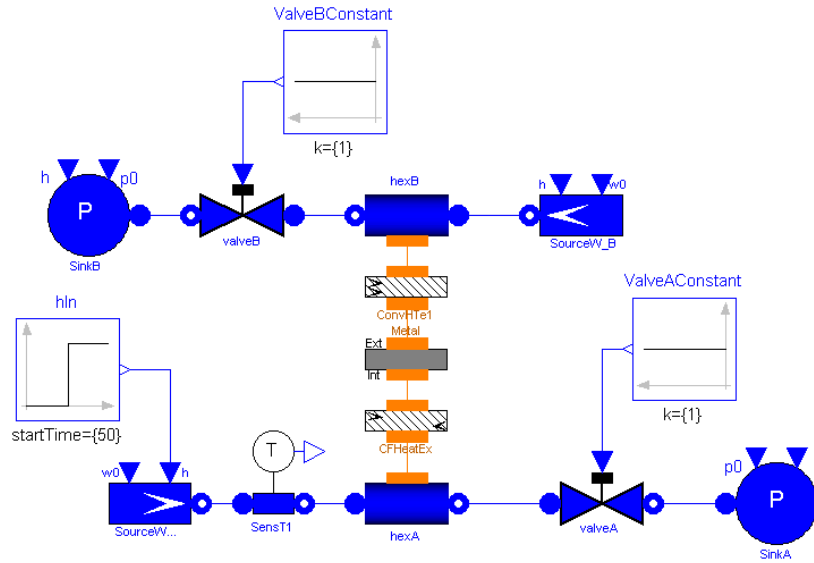 ValveBConstant
k={1}
h
p0
P
SinkB
valveB
hexB
h
w0
SourceW_B
ConvHTe1
Metal
Ext
Int
CFHeatEx
ValveAConstant
k={1}
hIn
startTime={50}
w0
h
SourceW...
T
SensT1
hexA
valveA
p0
P
SinkA